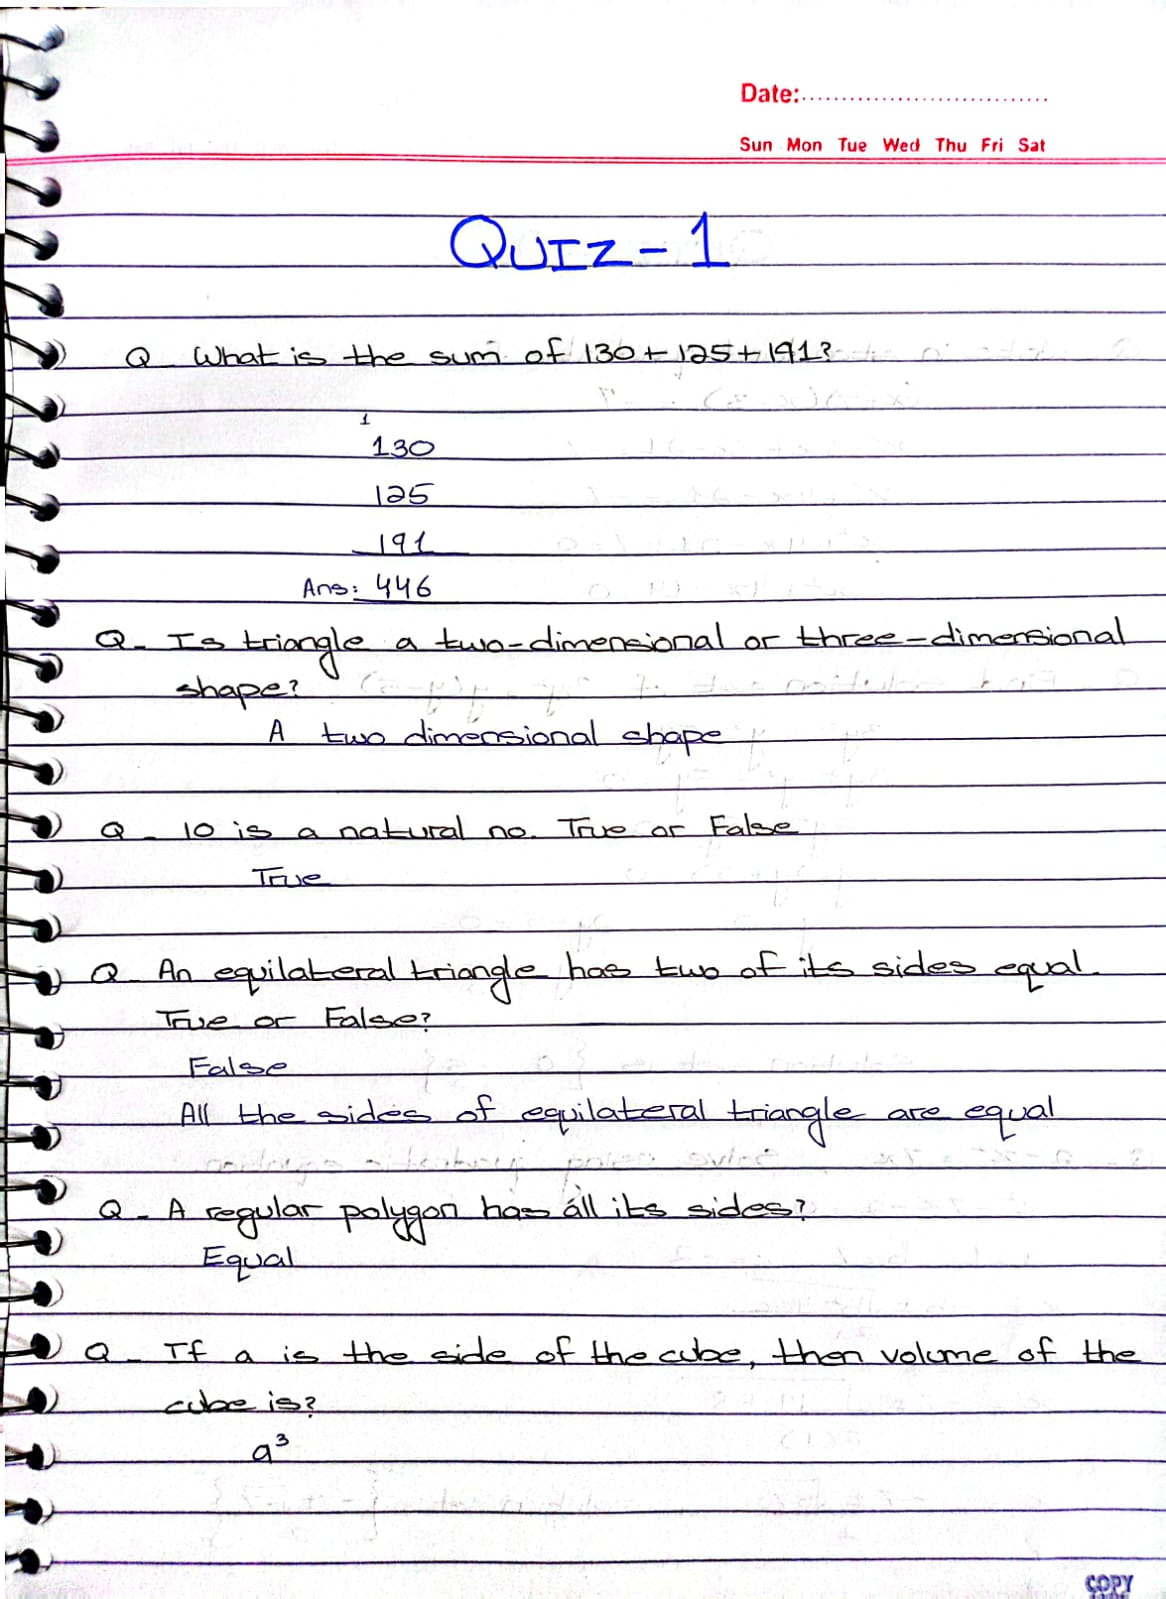 Date:
Sun Mon Tue Wed Thu Fri Sat
QUIZ-1
Q What is the sum of 130+125+191?
1
130
125
191
Ans: 446
Q- Is triangle a two-dimensional or three-dimensional
shape?
A two dimensional shape
Q- 10 is a natural no. True or False
True
Q An equilateral triangle has two of its sides equal.
True or False?
False
All the sides of equilateral triangle are equal
Q- A regular polygon has all its sides?
Equal
Q- If a is the side of the cube, then volume of the
cube is?
a³
COPY